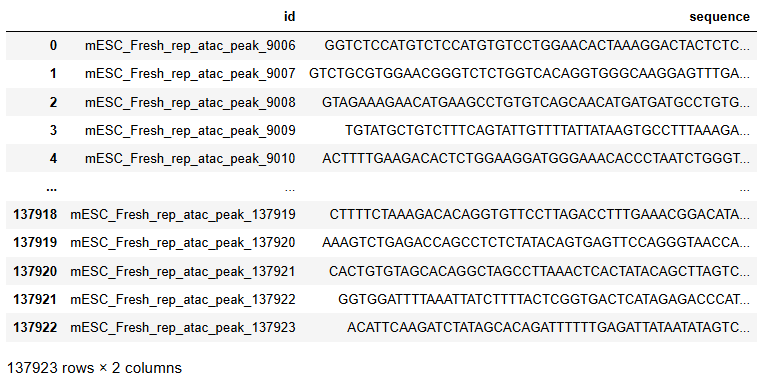 id sequence
0 mESC_Fresh_rep_atac_peak_9006 GGTCTCCATGTCTCCATGTGTCCTGGAACACTAAAGGACTACTCTC...
1 mESC_Fresh_rep_atac_peak_9007 GTCTGCGTGGAACGGGTCTCTGGTCACAGGTGGGCAAGGAGTTTGA...
2 mESC_Fresh_rep_atac_peak_9008 GTAGAAAGAACATGAAGCCTGTGTCAGCAACATGATGATGCCTGTG...
3 mESC_Fresh_rep_atac_peak_9009 TGTATGCTGTCTTTCAGTATTGTTTTATTATAAGTGCCTTTAAAGA...
4 mESC_Fresh_rep_atac_peak_9010 ACTTTTGAAGACACTCTGGAAGGATGGGAAACACCCTAATCTGGGT...
... ... ...
137918 mESC_Fresh_rep_atac_peak_137919 CTTTTCTAAAGACACAGGTGTTCCTTAGACCTTTGAAACGGACATA...
137919 mESC_Fresh_rep_atac_peak_137920 AAAGTCTGAGACCAGCCTCTCTATACAGTGAGTTCCAGGGTAACCA...
137920 mESC_Fresh_rep_atac_peak_137921 CACTGTGTAGCACAGGCTAGCCTTAAACTCACTATACAGCTTAGTC...
137921 mESC_Fresh_rep_atac_peak_137922 GGTGGATTTTAAATTATCTTTTACTCGGTGACTCATAGAGACCCAT...
137922 mESC_Fresh_rep_atac_peak_137923 ACATTCAAGATCTATAGCACAGATTTTTTGAGATTATAATATAGTC...
137923 rows × 2 columns